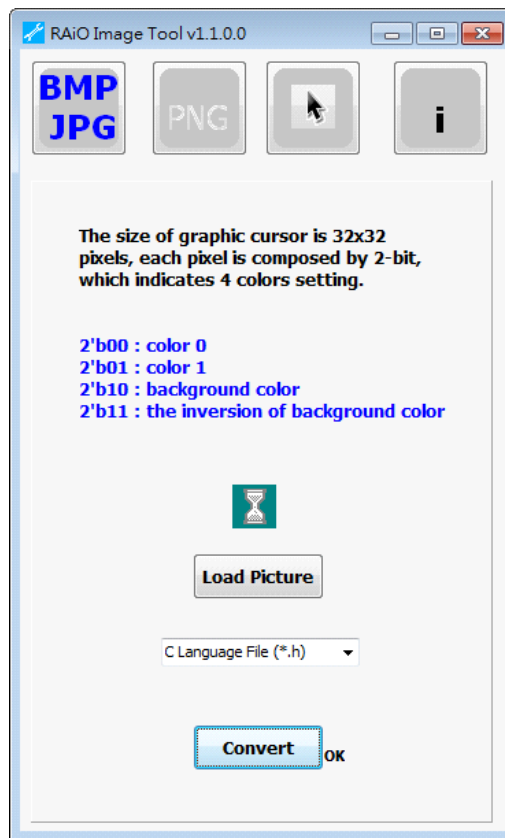 RAiO Image Tool v1.1.0.0
BMP
JPG
PNG
i
The size of graphic cursor is 32x32
pixels, each pixel is composed by 2-bit,
which indicates 4 colors setting.
2'b00 : color 0
2'b01 : color 1
2'b10 : background color
2'b11 : the inversion of background color
Load Picture
C Language File (*.h)
Convert OK